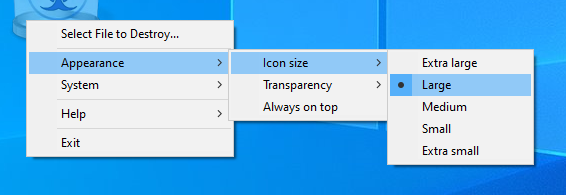 Select File to Destroy...
Appearance
System
Help
Exit
Icon size
Transparency
Always on top
Extra large
Large
Medium
Small
Extra small